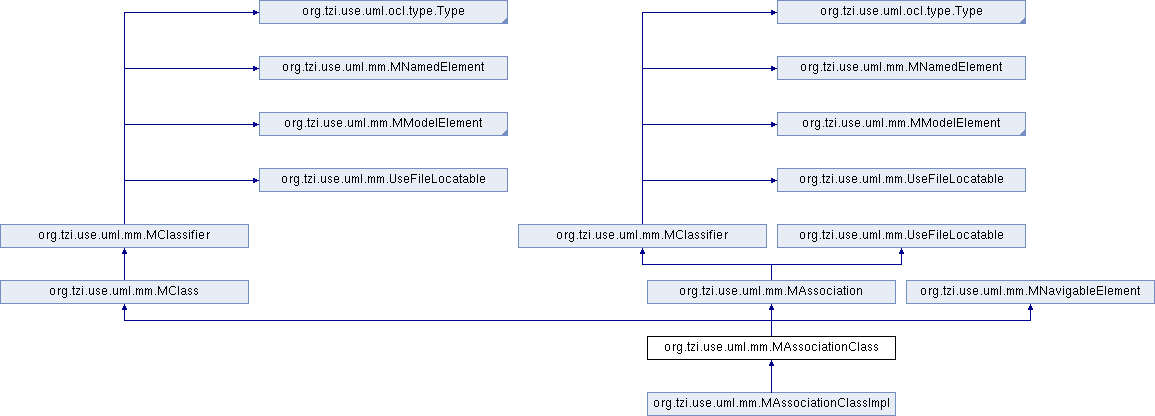 org.tzi.use.uml.ocl.type.Type
org.tzi.use.uml.ocl.type.Type
org.tzi.use.uml.mm.MNamedElement
org.tzi.use.uml.mm.MNamedElement
org.tzi.use.uml.mm.MModelElement
org.tzi.use.uml.mm.MModelElement
org.tzi.use.uml.mm.UseFileLocatable
org.tzi.use.uml.mm.UseFileLocatable
org.tzi.use.uml.mm.MClassifier
org.tzi.use.uml.mm.MClassifier
org.tzi.use.uml.mm.UseFileLocatable
org.tzi.use.uml.mm.MClass
org.tzi.use.uml.mm.MAssociation
org.tzi.use.uml.mm.MNavigableElement
org.tzi.use.uml.mm.MAssociationClass
org.tzi.use.uml.mm.MAssociationClassImpl